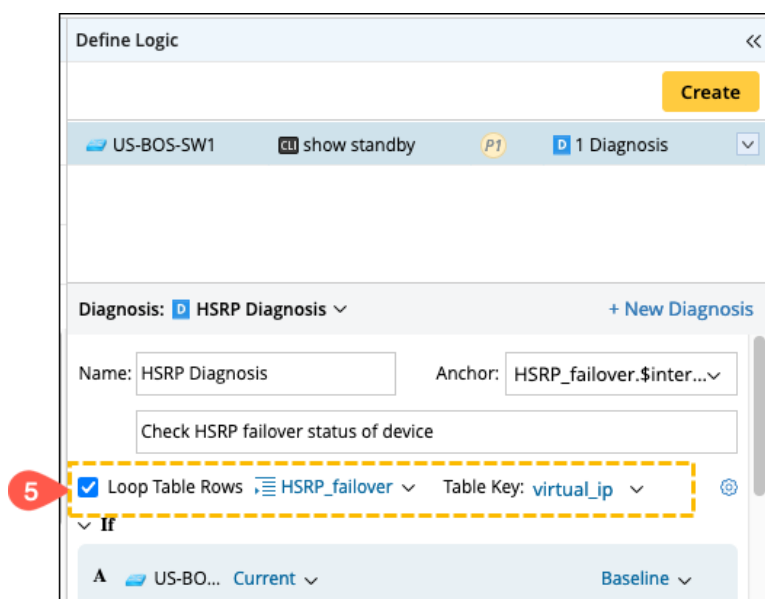 Define Logic
Create
US-BOS-SW1 CLI show standby P1 D 1 Diagnosis
Diagnosis: D HSRP Diagnosis + New Diagnosis
Name: HSRP Diagnosis Anchor: HSRP_failover.$inter...
Check HSRP failover status of device
5 Loop Table Rows HSRP_failover Table Key: virtual_ip
If
A US-BO... Current Baseline